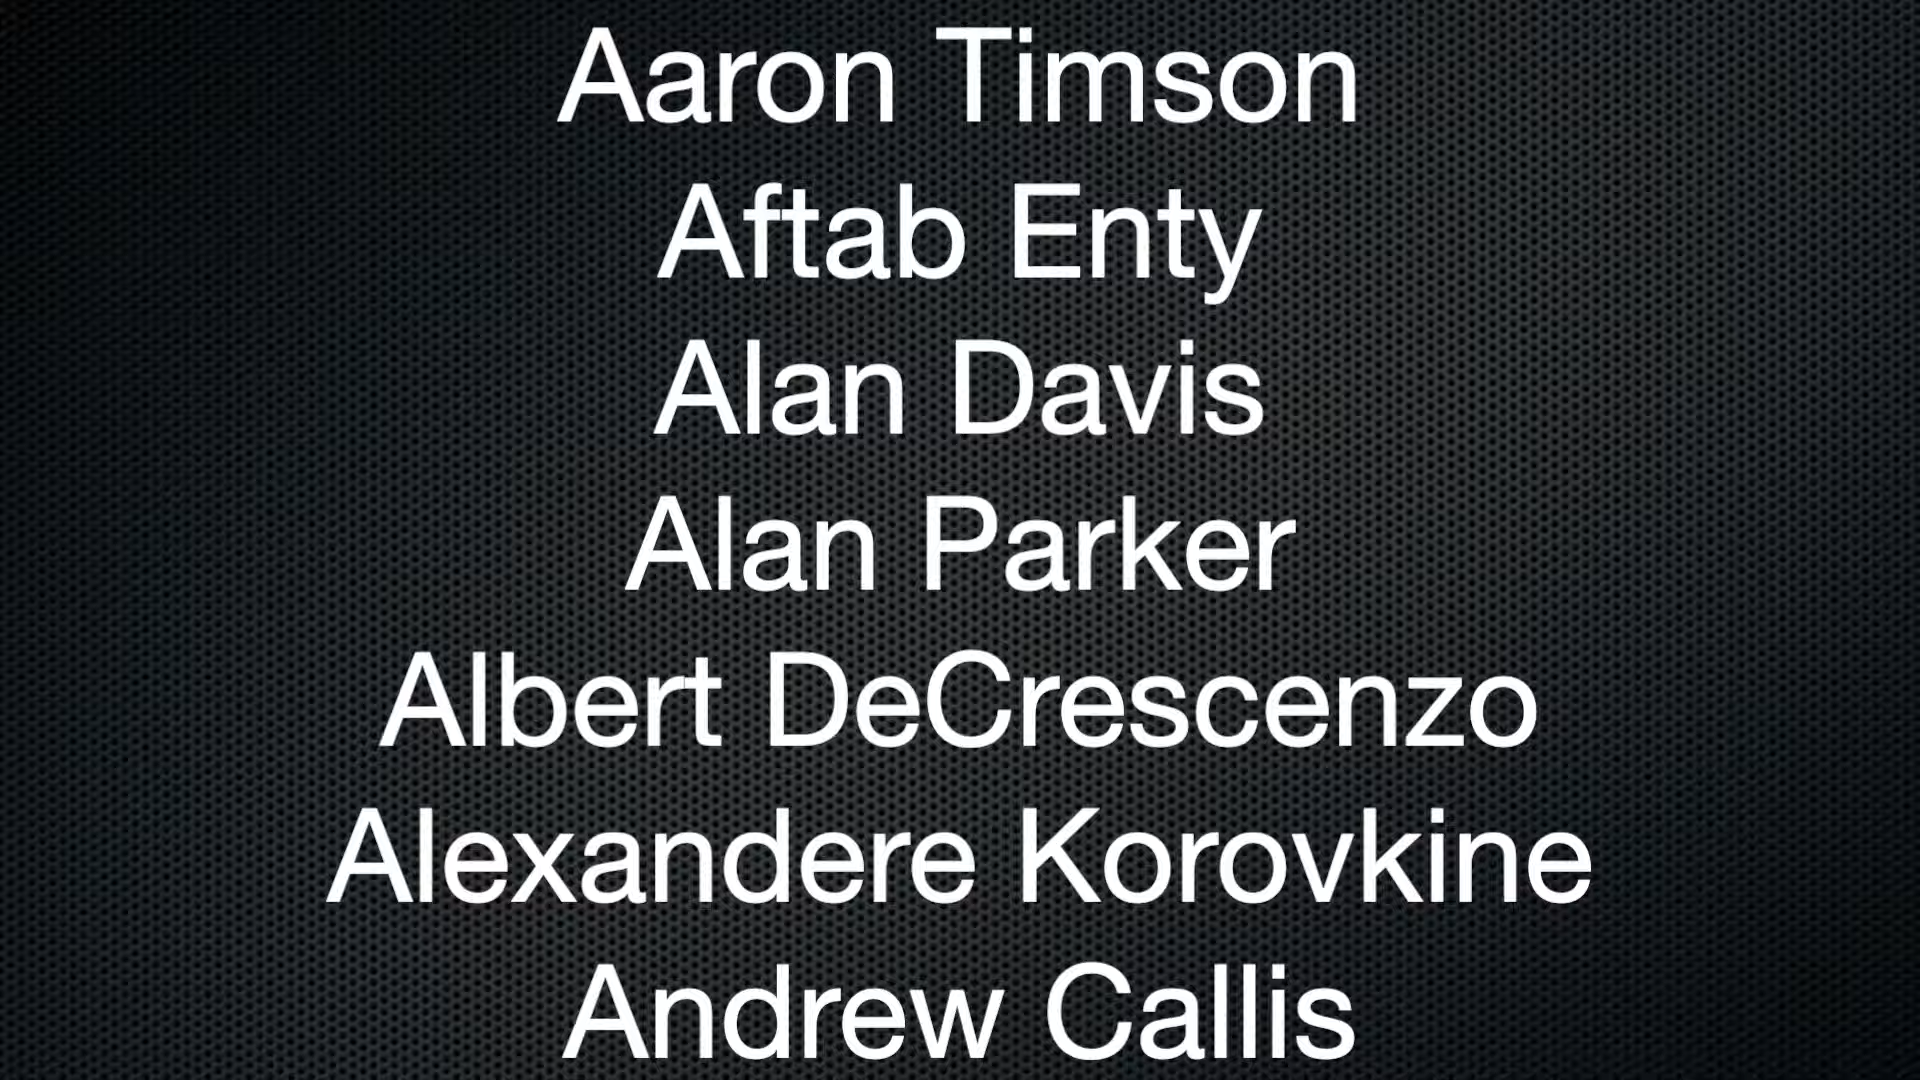 Aaron Timson
Aftab Enty
Alan Davis
Alan Parker
Albert DeCrescenzo
Alexandere Korovkine
Andrew Callis